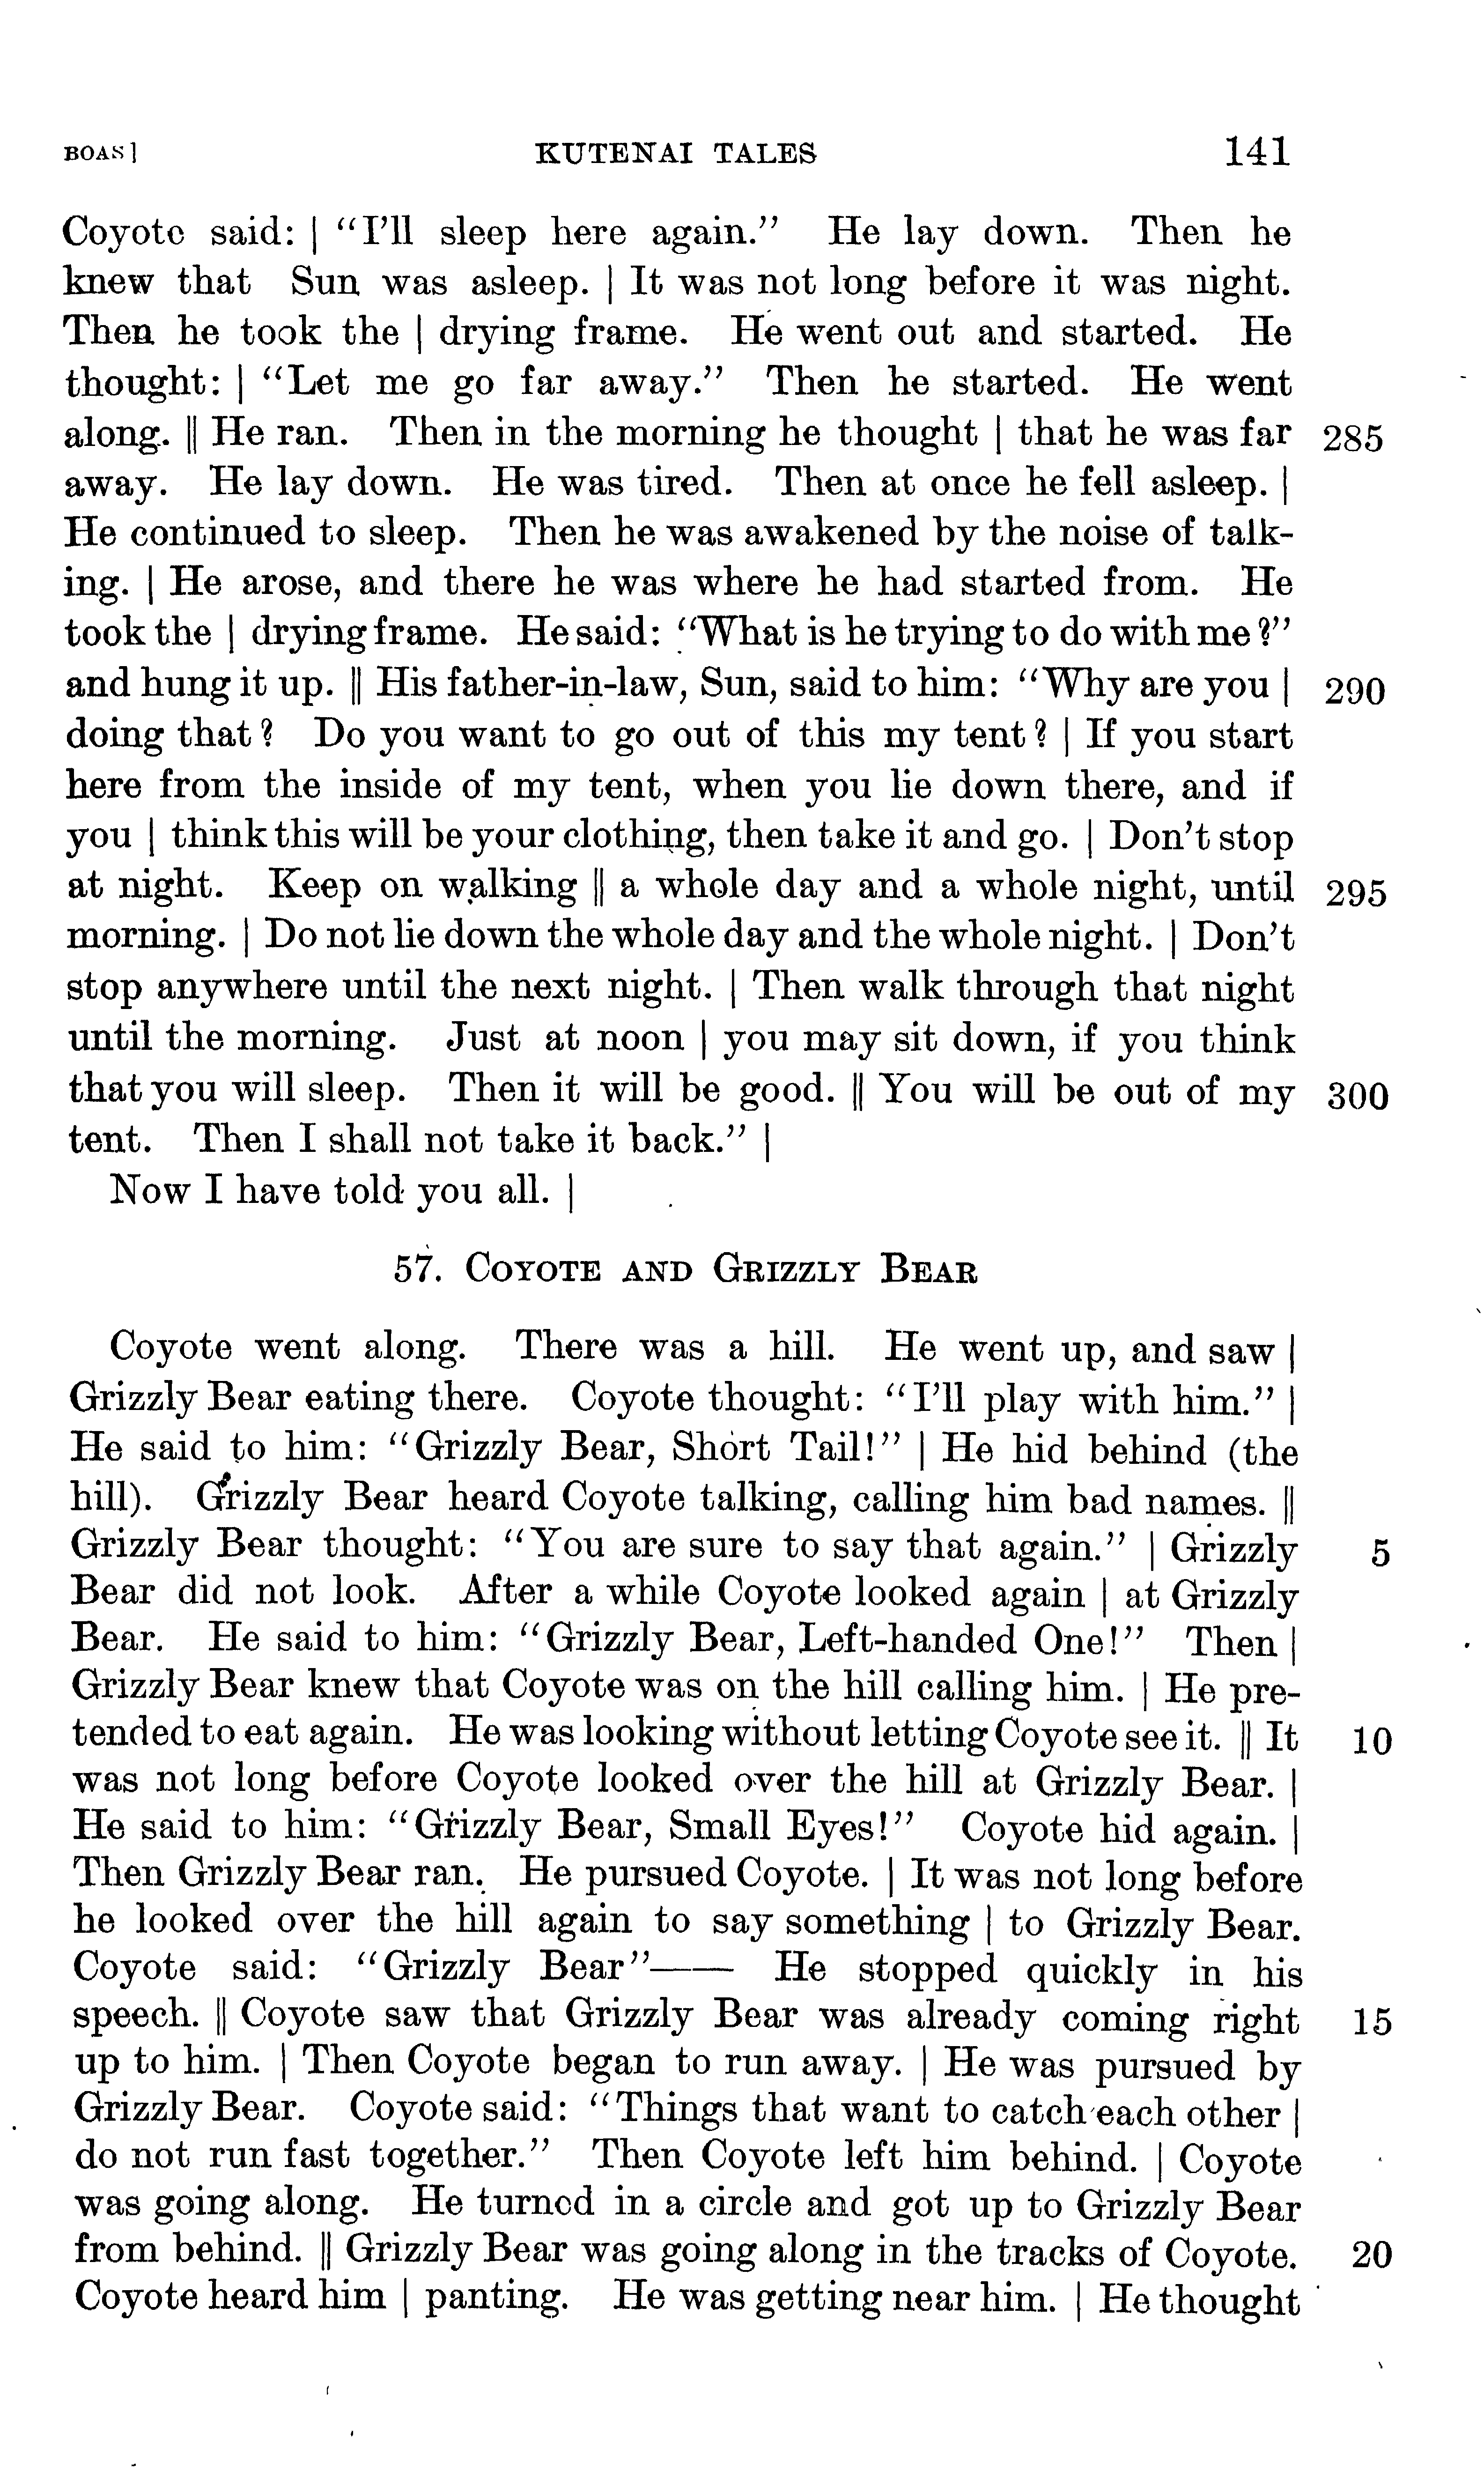 BOAS] KUTENAI TALES 141
Coyote said: | “I’ll sleep here again.” He lay down. Then he
knew that Sun was asleep. | It was not long before it was night.
Then he took the | drying frame. He went out and started. He
thought: | “Let me go far away.” Then he started. He went
along. || He ran. Then in the morning he thought | that he was far 285
away. He lay down. He was tired. Then at once he fell asleep. |
He continued to sleep. Then he was awakened by the noise of talk-
ing. | He arose, and there he was where he had started from. He
took the | drying frame. He said: “What is he trying to do with me?”
and hung it up. || His father-in-law, Sun, said to him: “Why are you | 290
doing that? Do you want to go out of this my tent? | If you start
here from the inside of my tent, when you lie down there, and if
you | think this will be your clothing, then take it and go. | Don’t stop
at night. Keep on walking || a whole day and a whole night, until 295
morning. | Do not lie down the whole day and the whole night. | Don’t
stop anywhere until the next night. | Then walk through that night
until the morning. Just at noon | you may sit down, if you think
that you will sleep. Then it will be good. || You will be out of my 300
tent. Then I shall not take it back.” |
Now I have told you all. |
57. COYOTE AND GRIZZLY BEAR
Coyote went along. There was a hill. He went up, and saw |
Grizzly Bear eating there. Coyote thought: “I’ll play with him.” |
He said to him: “Grizzly Bear, Short Tail!” | He hid behind (the
hill). Grizzly Bear heard Coyote talking, calling him bad names. ||
Grizzly Bear thought: “You are sure to say that again.” | Grizzly 5
Bear did not look. After a while Coyote looked again | at Grizzly
Bear. He said to him: “Grizzly Bear, Left-handed One!” Then |
Grizzly Bear knew that Coyote was on the hill calling him. | He pre-
tended to eat again. He was looking without letting Coyote see it. || It 10
was not long before Coyote looked over the hill at Grizzly Bear. |
He said to him: “Grizzly Bear, Small Eyes!” Coyote hid again. |
Then Grizzly Bear ran. He pursued Coyote. | It was not long before
he looked over the hill again to say something | to Grizzly Bear.
Coyote said: “Grizzly Bear”—— He stopped quickly in his
speech. || Coyote saw that Grizzly Bear was already coming right 15
up to him. | Then Coyote began to run away. | He was pursued by
Grizzly Bear. Coyote said: “Things that want to catch each other |
do not run fast together.” Then Coyote left him behind. | Coyote
was going along. He turned in a circle and got up to Grizzly Bear
from behind. || Grizzly Bear was going along in the tracks of Coyote. 20
Coyote heard him | panting. He was getting near him. | He thought